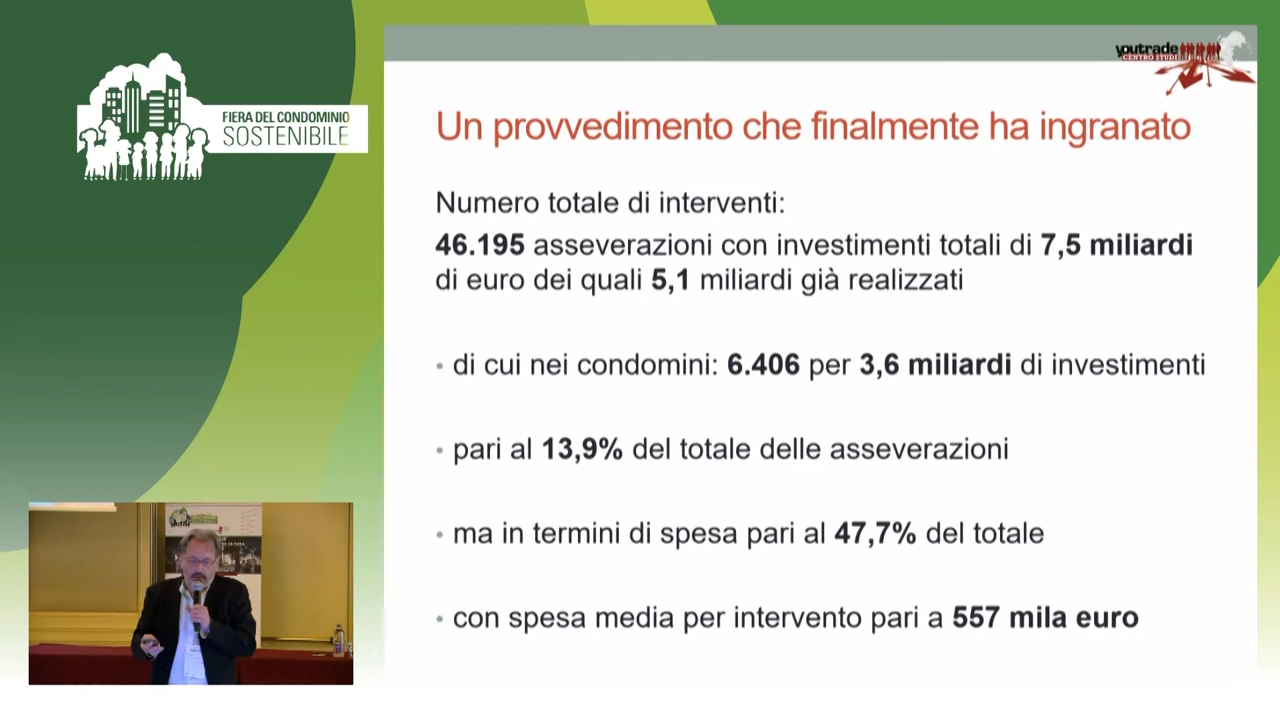 FIERA DEL CONDOMINIO
SOSTENIBILE
youtrade
CENTRO STUDI
Un provvedimento che finalmente ha ingranato
Numero totale di interventi:
46.195 asseverazioni con investimenti totali di 7,5 miliardi
di euro dei quali 5,1 miliardi già realizzati
• di cui nei condomini: 6.406 per 3,6 miliardi di investimenti
• pari al 13,9% del totale delle asseverazioni
• ma in termini di spesa pari al 47,7% del totale
• con spesa media per intervento pari a 557 mila euro